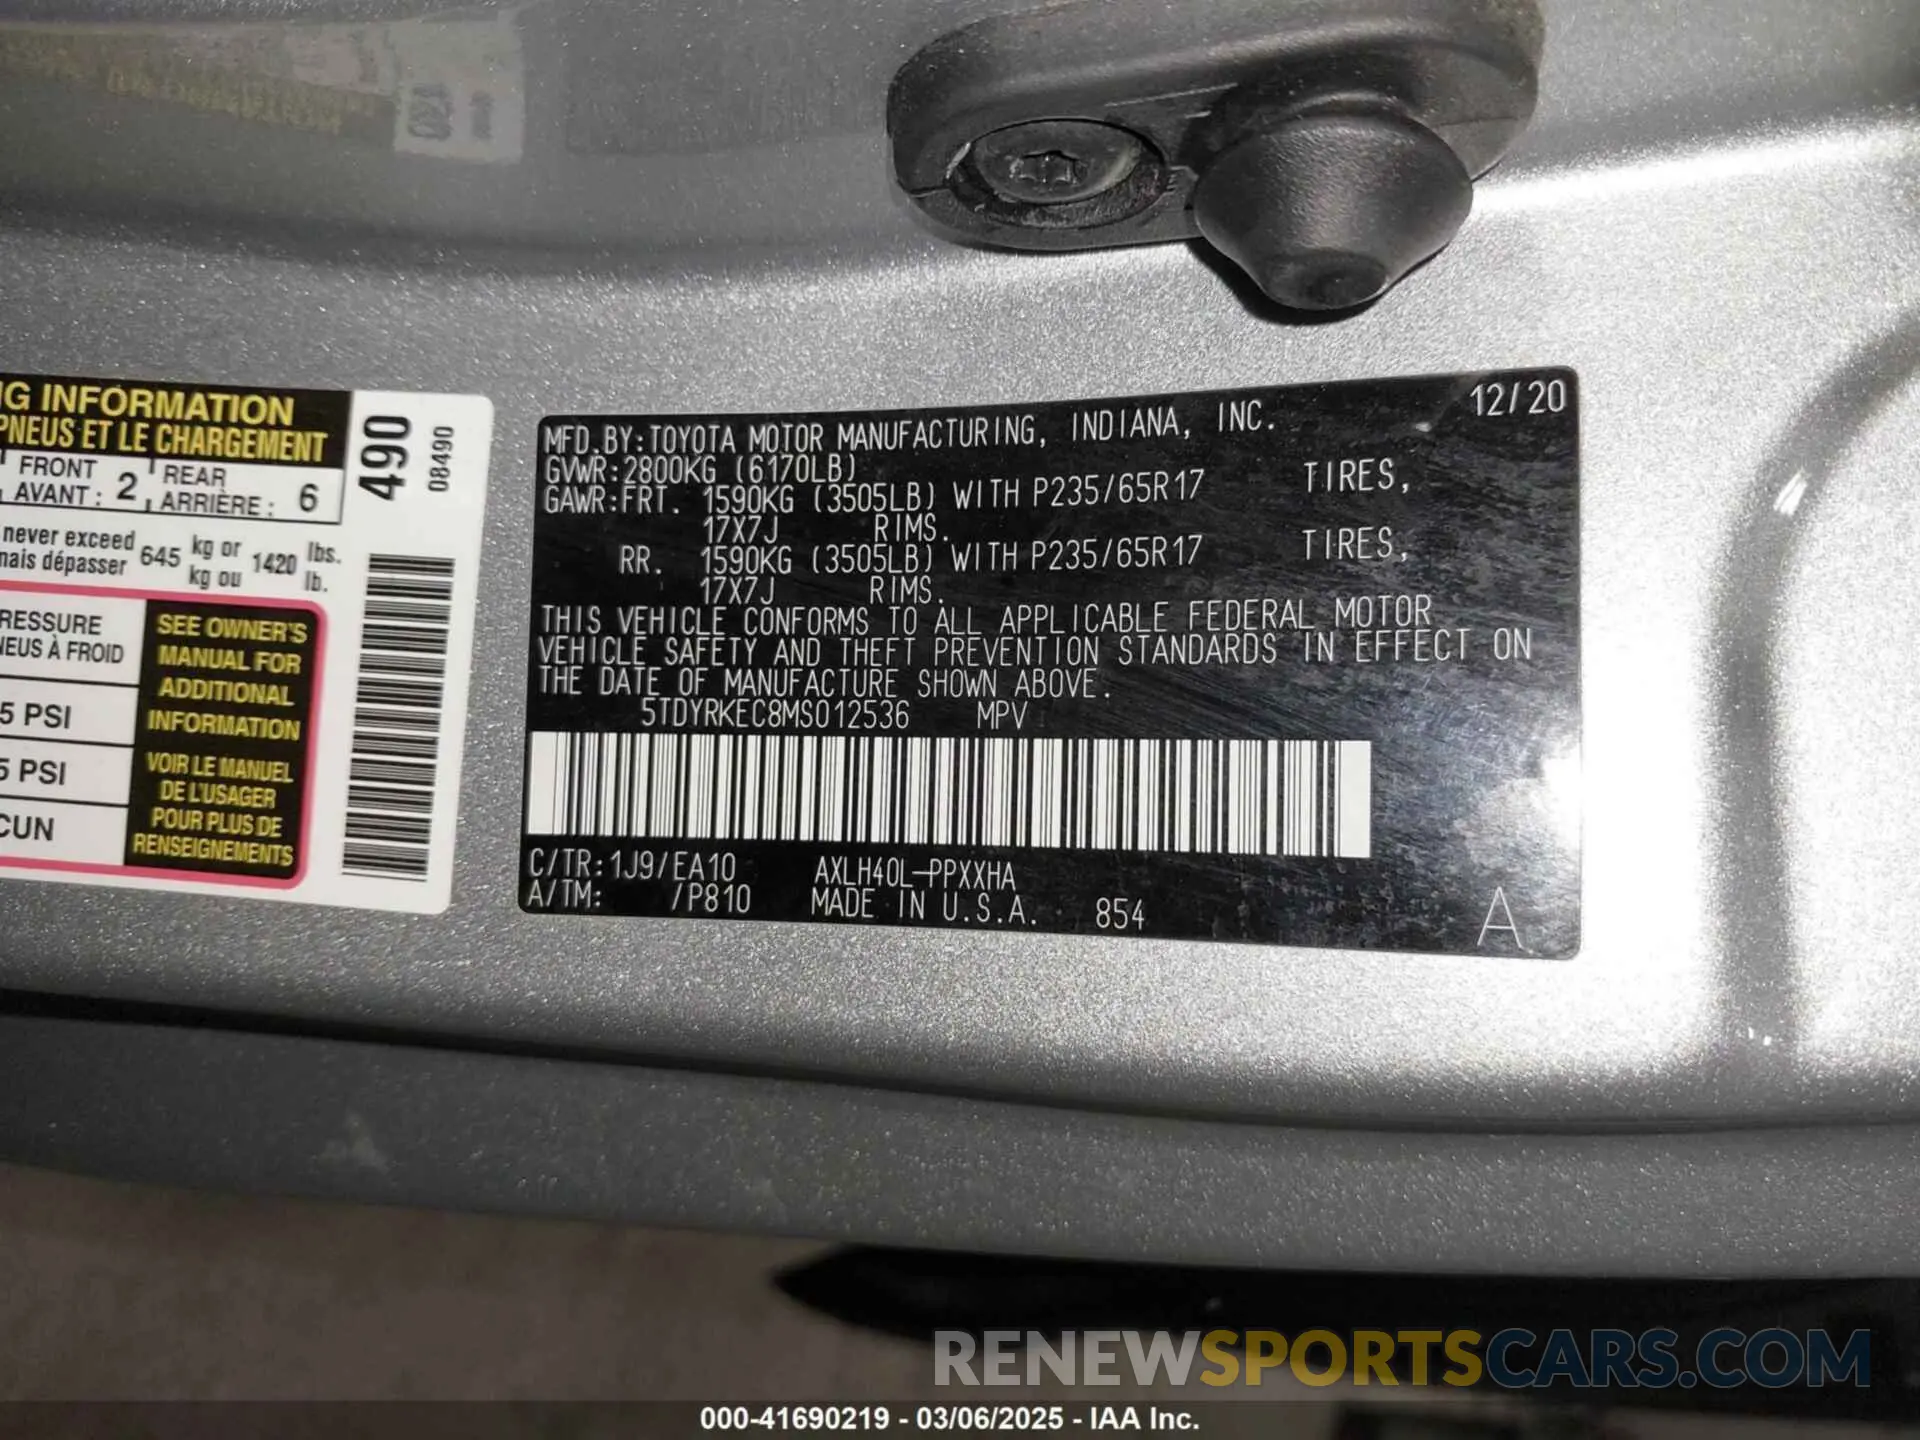 NG INFORMATION
PNEUS ET LE CHARGEMENT
FRONT 2 REAR 6
AVANT : ARRIÈRE :
never exceed 645 kg or 1420 lbs.
mais dépasser kg ou lb.
RESSURE
NEUS À FROID
5 PSI
5 PSI
CUN
SEE OWNER'S
MANUAL FOR
ADDITIONAL
INFORMATION
VOIR LE MANUEL
DE L'USAGER
POUR PLUS DE
RENSEIGNEMENTS
490
08490
12/20
MFD.BY:TOYOTA MOTOR MANUFACTURING, INDIANA, INC.
GVWR:2800KG (6170LB)
GAWR:FRT. 1590KG (3505LB) WITH P235/65R17 TIRES,
17X7J RIMS.
RR. 1590KG (3505LB) WITH P235/65R17 TIRES,
17X7J RIMS.
THIS VEHICLE CONFORMS TO ALL APPLICABLE FEDERAL MOTOR
VEHICLE SAFETY AND THEFT PREVENTION STANDARDS IN EFFECT ON
THE DATE OF MANUFACTURE SHOWN ABOVE.
5TDYRKEC8MS012536 MPV
C/TR:1J9/EA10 AXLH40L-PPXXHA
A/TM: /P810 MADE IN U.S.A. 854
A
RENEWSPORTSCARS.COM
000-41690219 - 03/06/2025 - IAA Inc.